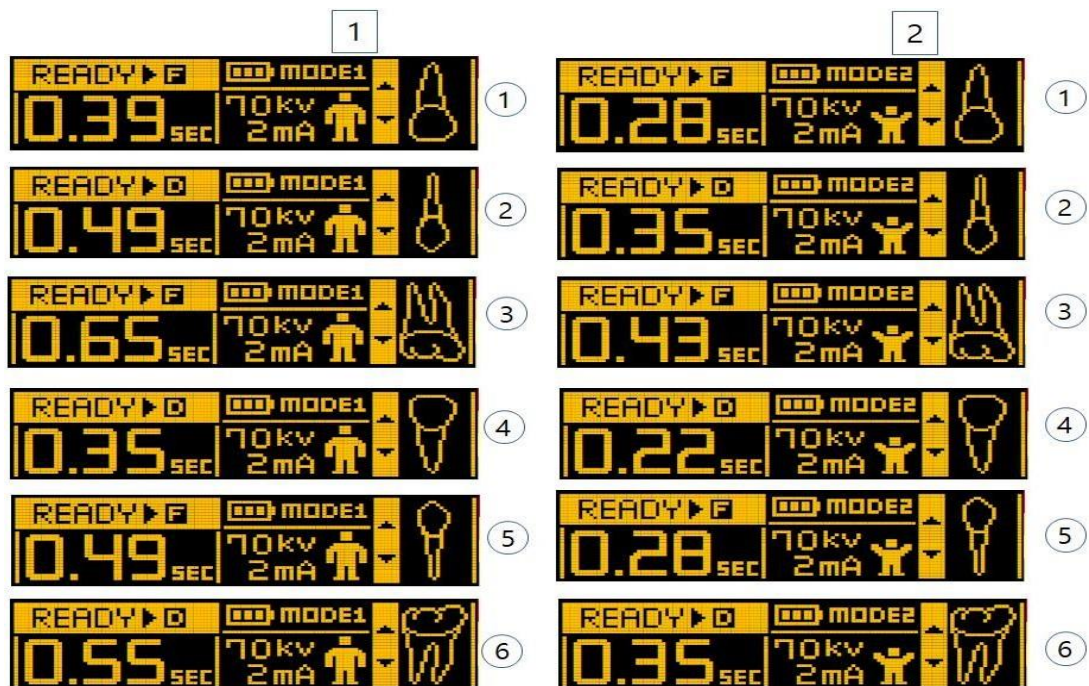 1
READY▶F MODE1
0.39 SEC 70kv 2mA
1
READY▶D MODE1
0.49 SEC 70kv 2mA
2
READY▶F MODE1
0.65 SEC 70kv 2mA
3
READY▶D MODE1
0.35 SEC 70kv 2mA
4
READY▶F MODE1
0.49 SEC 70kv 2mA
5
READY▶D MODE1
0.55 SEC 70kv 2mA
6
2
READY▶F MODE2
0.28 SEC 70kv 2mA
1
READY▶D MODE2
0.35 SEC 70kv 2mA
2
READY▶F MODE2
0.43 SEC 70kv 2mA
3
READY▶D MODE2
0.22 SEC 70kv 2mA
4
READY▶F MODE2
0.28 SEC 70kv 2mA
5
READY▶D MODE2
0.35 SEC 70kv 2mA
6